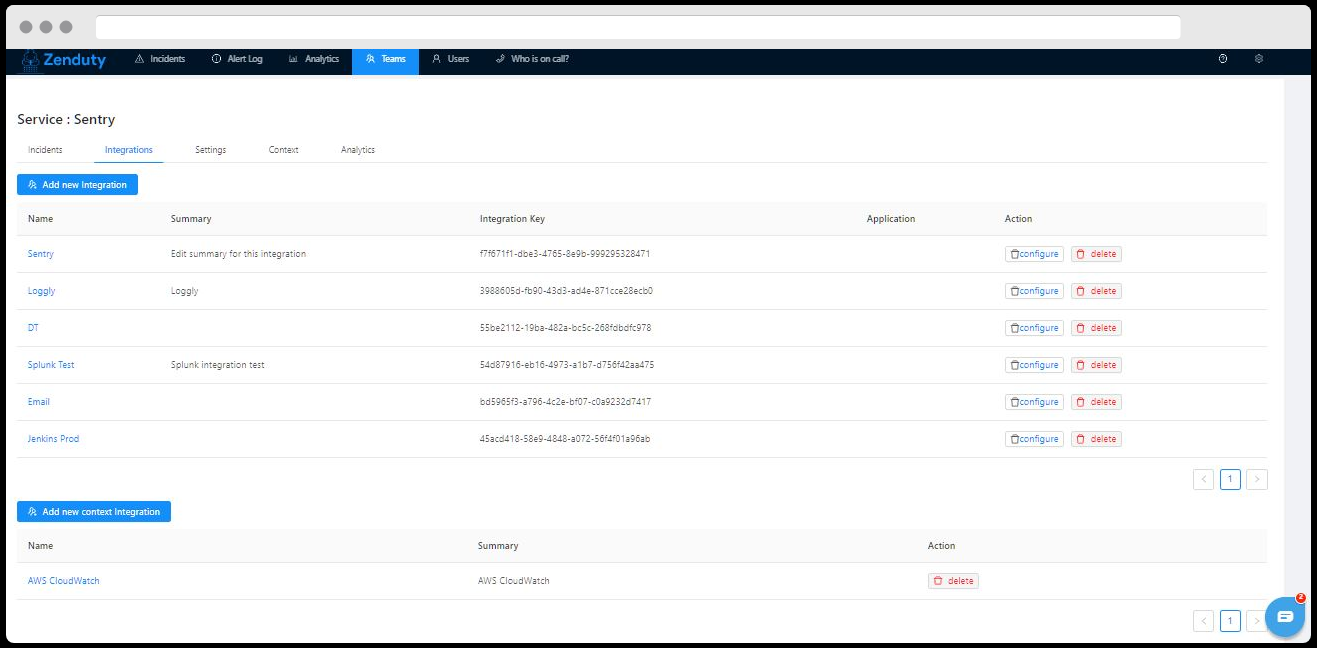 Zenduty Incidents Alert Log Analytics Teams Users Who is on call?
Service : Sentry
Incidents Integrations Settings Context Analytics
Add new Integration
Name Summary Integration Key Application Action
Sentry Edit summary for this integration f7f671f1-dbe3-4765-8e9b-999295328471 configure delete
Loggly Loggly 3988605d-fb90-43d3-ad4e-871cce28ecb0 configure delete
DT 55be2112-19ba-482a-bc5c-268fdbdfc978 configure delete
Splunk Test Splunk integration test 54d87916-eb16-4973-a1b7-d756f42aa475 configure delete
Email bd5965f3-a796-4c2e-bf07-c0a9232d7417 configure delete
Jenkins Prod 45acd418-58e9-4848-a072-56f4f01a96ab configure delete
< 1 >
Add new context Integration
Name Summary Action
AWS CloudWatch AWS CloudWatch delete
2
< 1 >